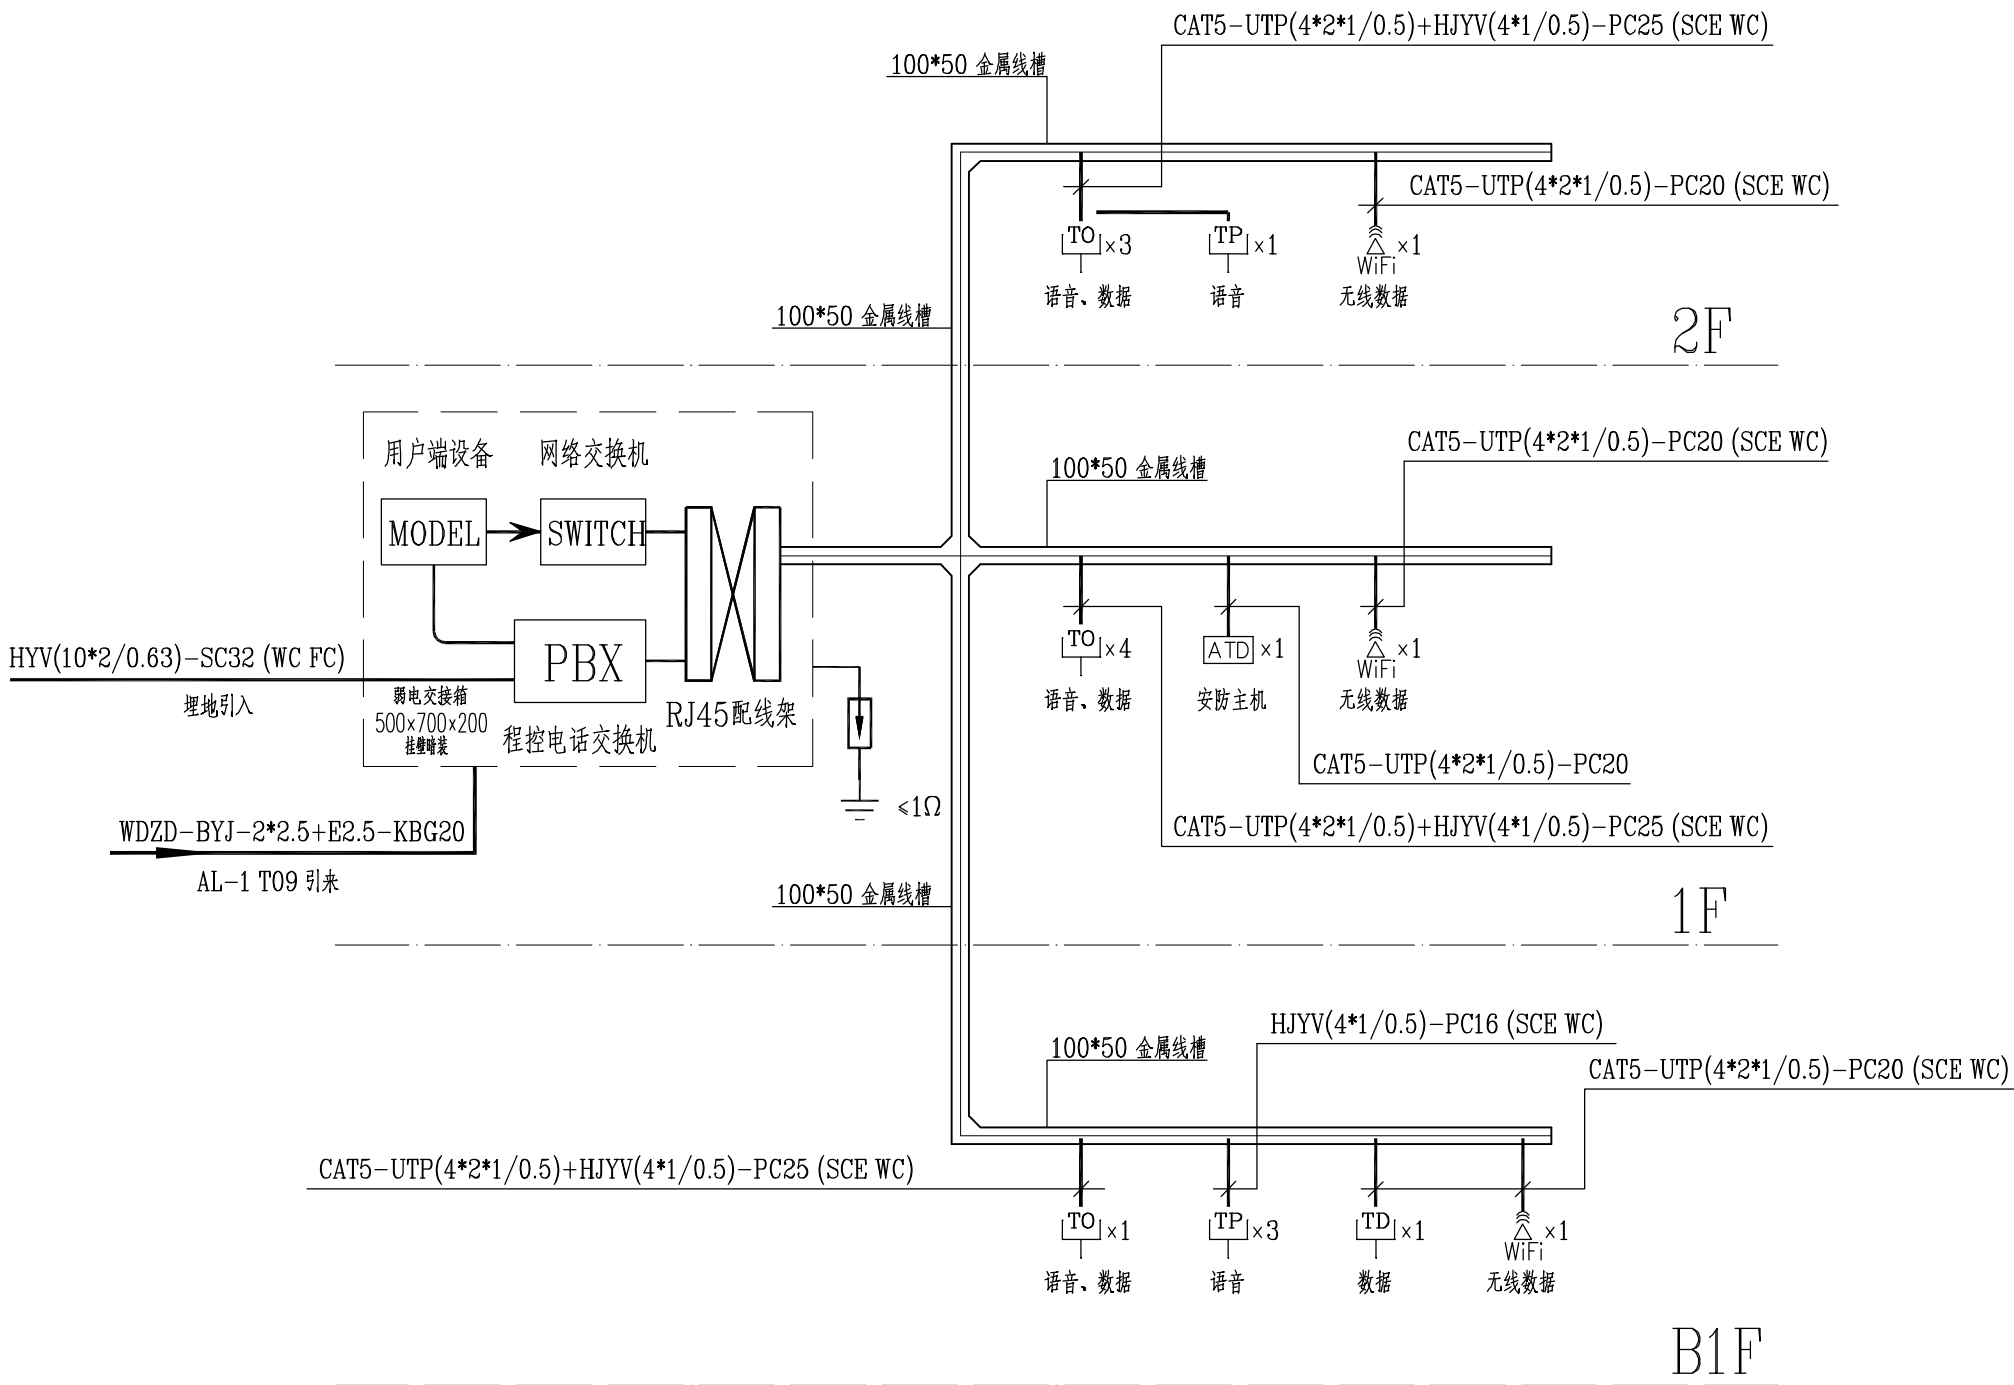 CAT5-UTP(4*2*1/0.5)+HJYV(4*1/0.5)-PC25 (SCE WC)
100*50 金属线槽
CAT5-UTP(4*2*1/0.5)-PC20 (SCE WC)
TO ×3
TP ×1
×1
WiFi
语音、数据
语音
无线数据
100*50 金属线槽
2F
用户端设备
网络交换机
CAT5-UTP(4*2*1/0.5)-PC20 (SCE WC)
100*50 金属线槽
MODEL
SWITCH
TO ×4
ATD ×1
×1
WiFi
HYV(10*2/0.63)-SC32 (WC FC)
PBX
埋地引入
弱电交接箱
500×700×200
挂壁暗装
程控电话交换机
RJ45配线架
语音、数据
安防主机
无线数据
CAT5-UTP(4*2*1/0.5)-PC20
≤1Ω
WDZD-BYJ-2*2.5+E2.5-KBG20
CAT5-UTP(4*2*1/0.5)+HJYV(4*1/0.5)-PC25 (SCE WC)
AL-1 T09 引来
100*50 金属线槽
1F
HJYV(4*1/0.5)-PC16 (SCE WC)
100*50 金属线槽
CAT5-UTP(4*2*1/0.5)-PC20 (SCE WC)
CAT5-UTP(4*2*1/0.5)+HJYV(4*1/0.5)-PC25 (SCE WC)
TO ×1
TP ×3
TD ×1
×1
WiFi
语音、数据
语音
数据
无线数据
B1F